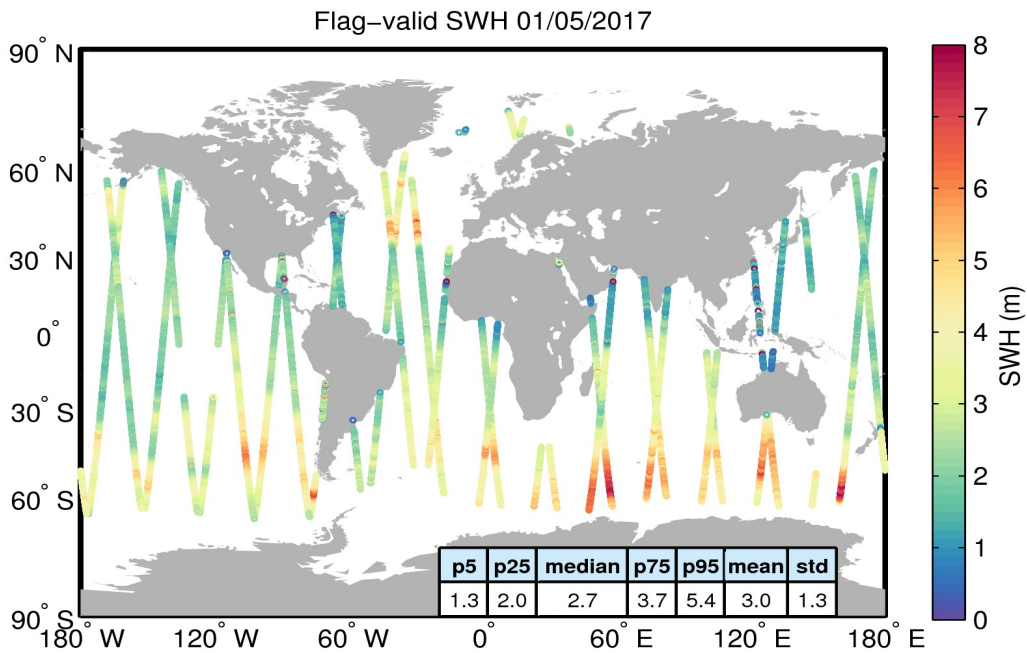 Flag−valid SWH 01/05/2017
90° N
60° N
30° N
0°
30° S
60° S
90° S
180° W
120° W
60° W
0°
60° E
120° E
180° E
p5 p25 median p75 p95 mean std
1.3 2.0 2.7 3.7 5.4 3.0 1.3
8
7
6
5
4
3
2
1
0
SWH (m)